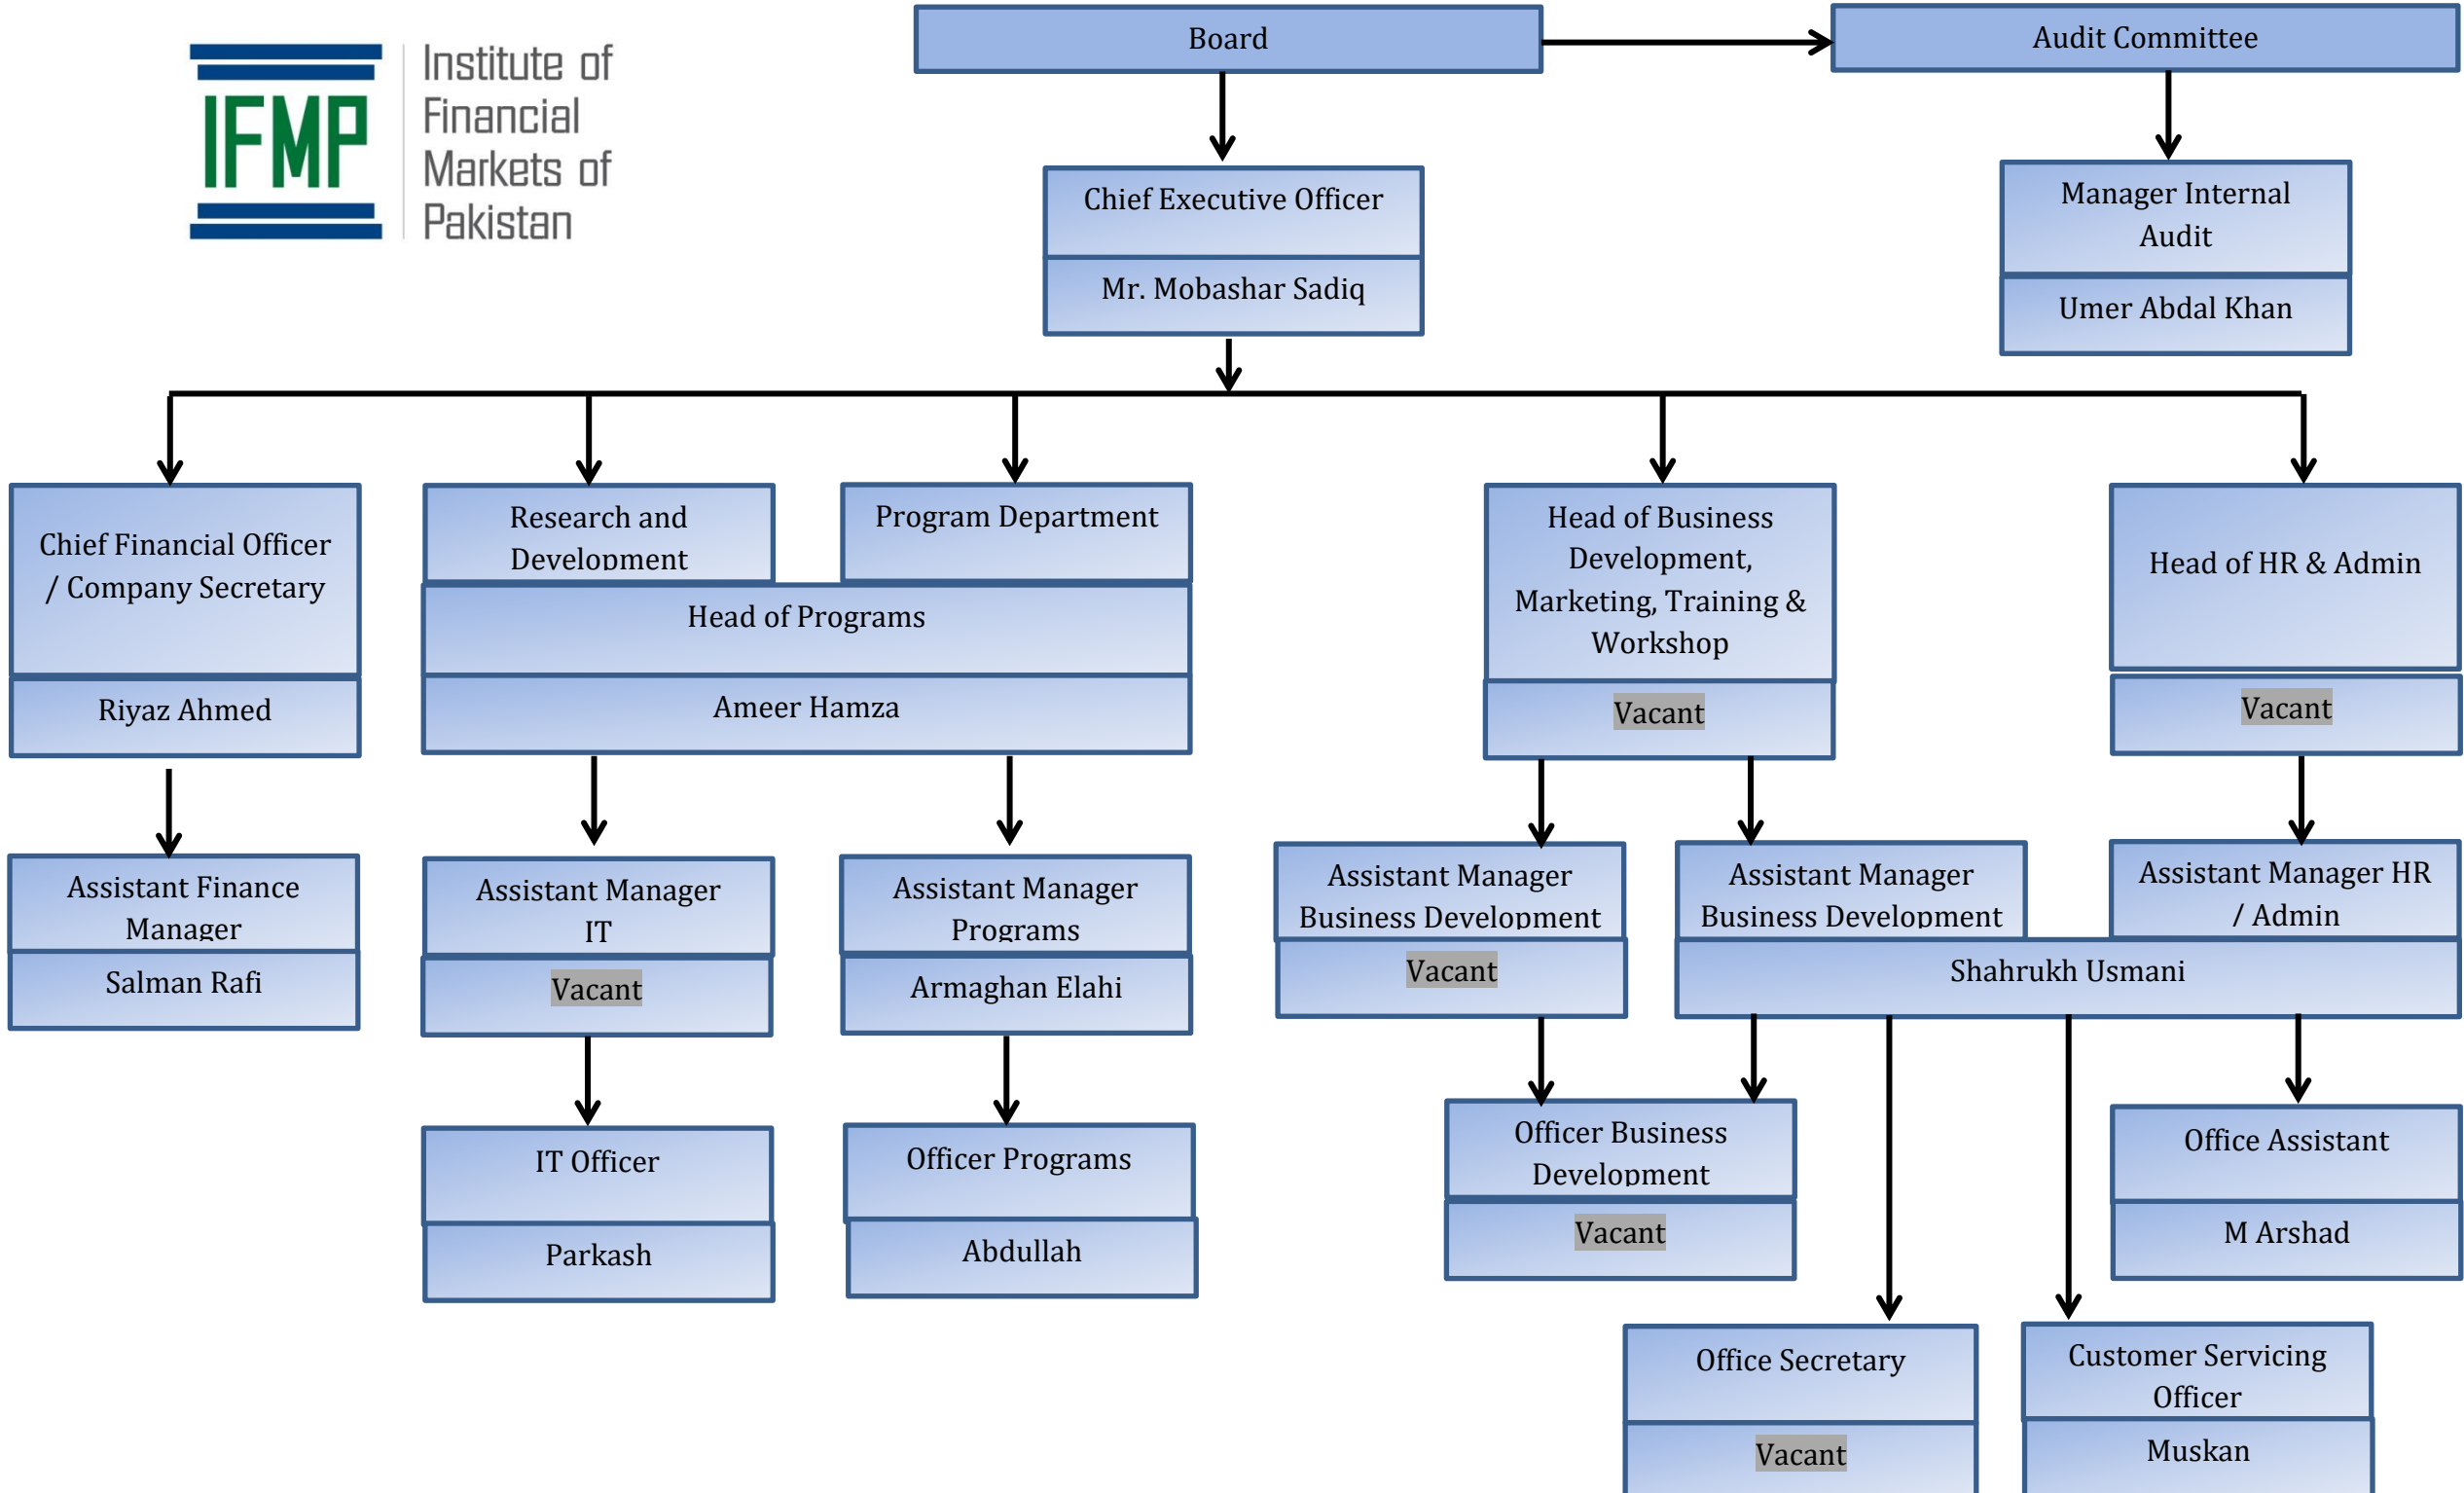 IFMP
Institute of
Financial
Markets of
Pakistan
Board
Audit Committee
Chief Executive Officer
Mr. Mobashar Sadiq
Manager Internal
Audit
Umer Abdal Khan
Chief Financial Officer
/ Company Secretary
Riyaz Ahmed
Research and
Development
Program Department
Head of Programs
Ameer Hamza
Head of Business
Development,
Marketing, Training &
Workshop
Vacant
Head of HR & Admin
Vacant
Assistant Finance
Manager
Salman Rafi
Assistant Manager
IT
Vacant
Assistant Manager
Programs
Armaghan Elahi
Assistant Manager
Business Development
Vacant
Assistant Manager
Business Development
Assistant Manager HR
/ Admin
Shahrukh Usmani
IT Officer
Parkash
Officer Programs
Abdullah
Officer Business
Development
Vacant
Office Assistant
M Arshad
Office Secretary
Vacant
Customer Servicing
Officer
Muskan